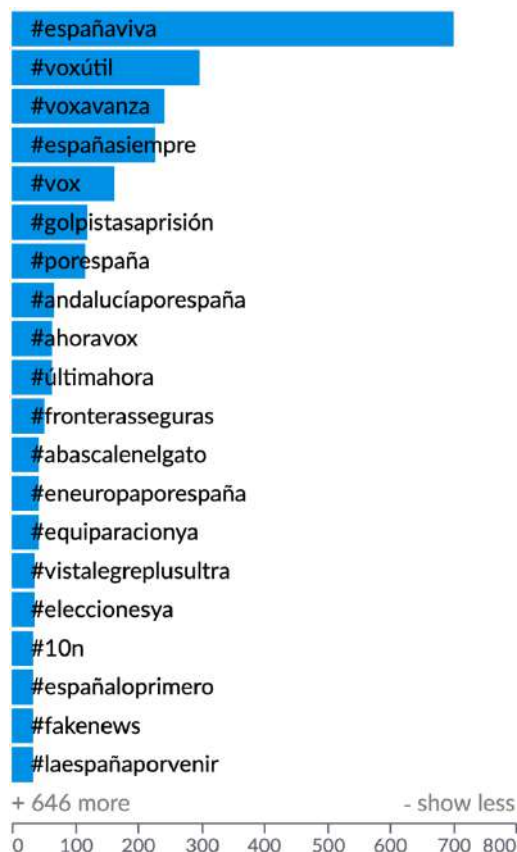 #españaviva
#voxútil
#voxavanza
#españasiempre
#vox
#golpistasaprisión
#porespaña
#andalucíaporespaña
#ahoravox
#últimahora
#fronterasseguras
#abascalenelgato
#eneuropaporespaña
#equiparacionya
#vistalegreplusultra
#eleccionesya
#10n
#españaloprimero
#fakenews
#laespañaporvenir
+ 646 more - show less
0 100 200 300 400 500 600 700 800